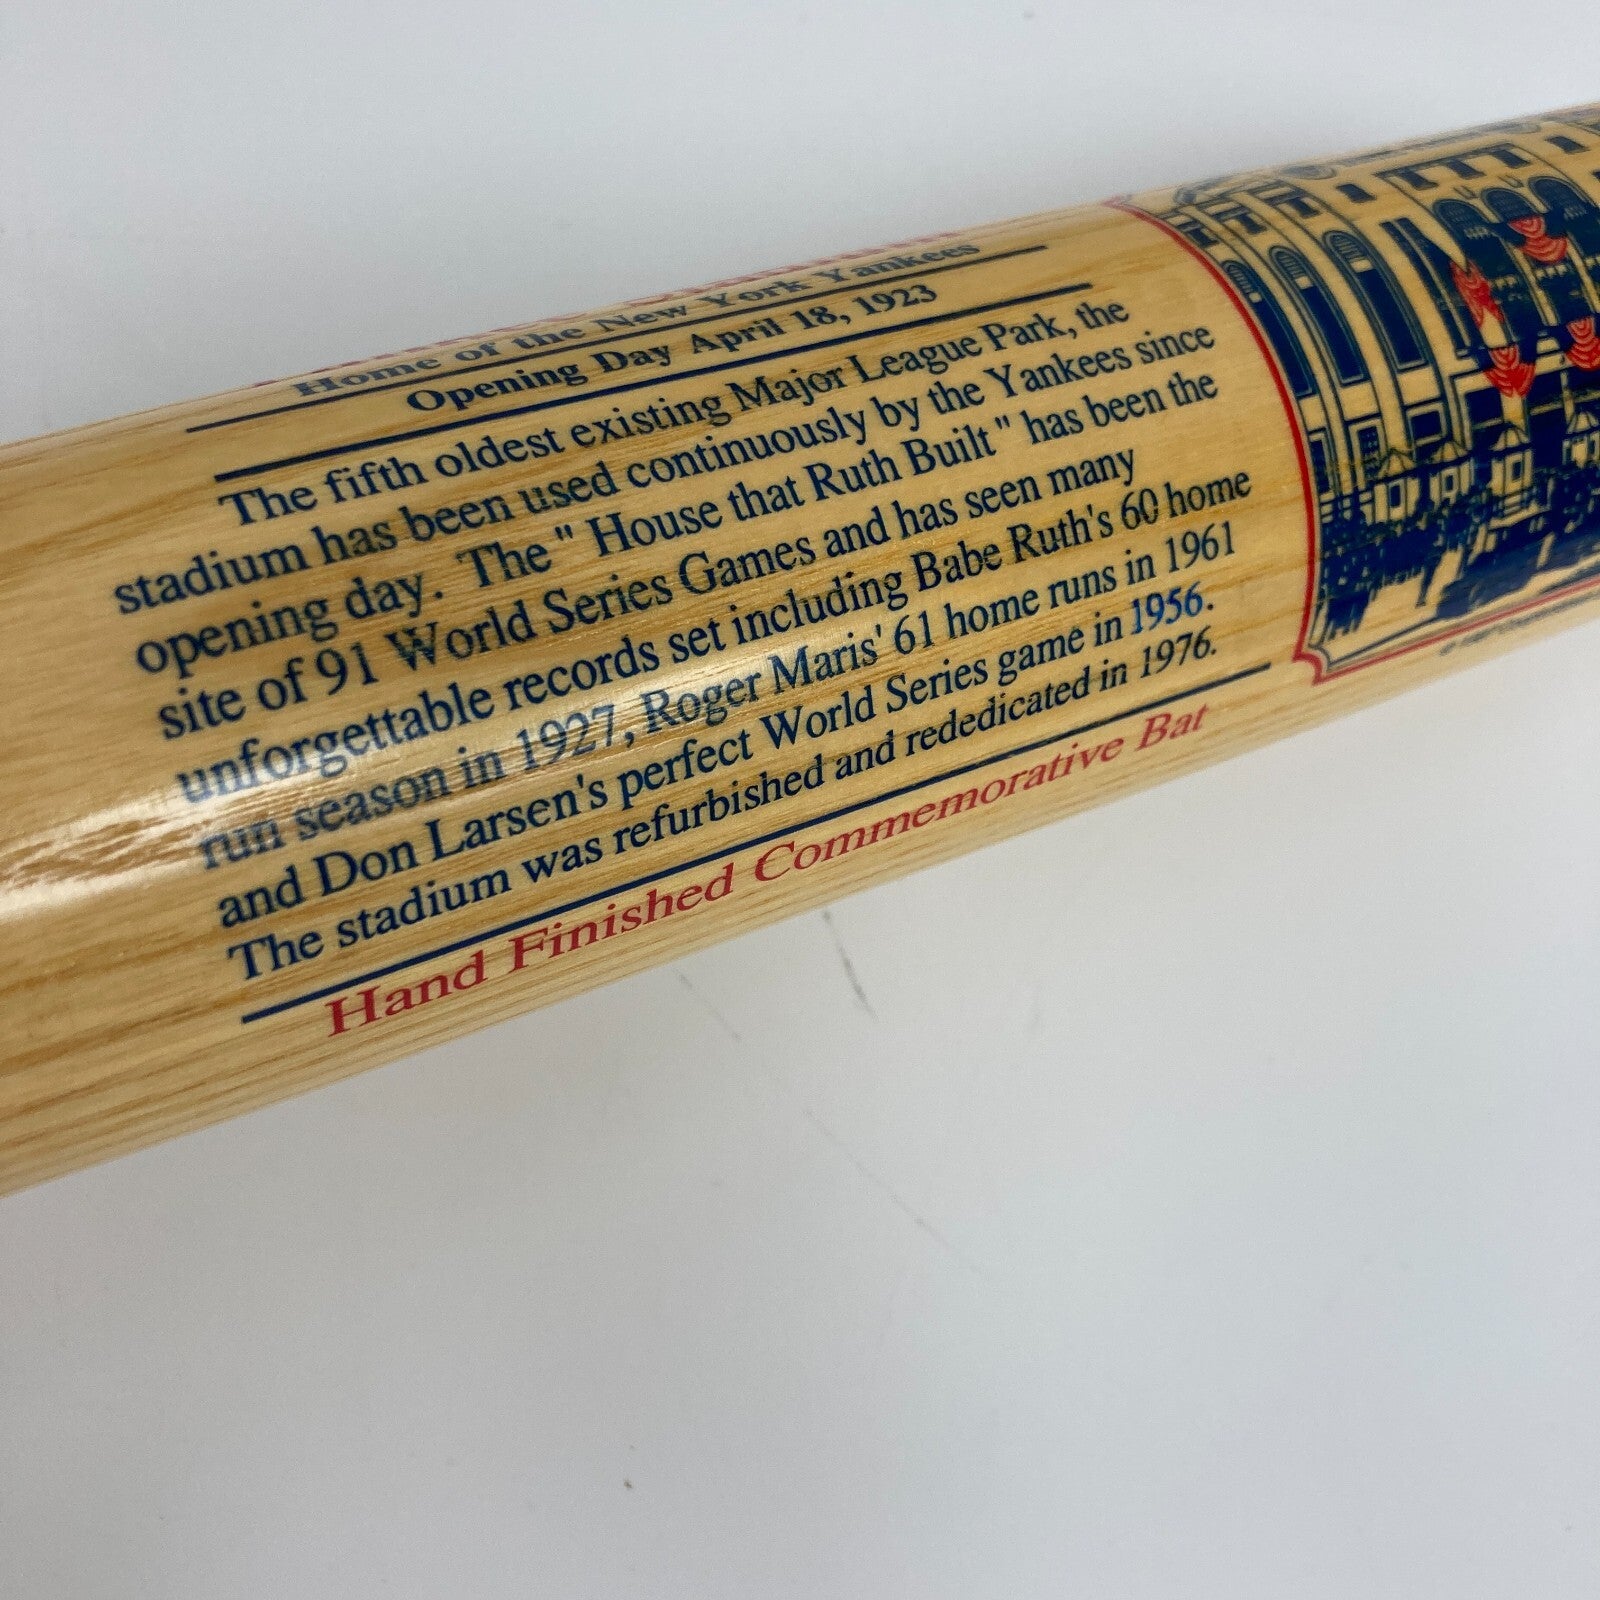 Home of the New York Yankees
Opening Day April 18, 1923
The fifth oldest existing Major League Park, the
stadium has been used continuously by the Yankees since
opening day. The " House that Ruth Built " has been the
site of 91 World Series Games and has seen many
unforgettable records set including Babe Ruth's 60 home
run season in 1927, Roger Maris' 61 home runs in 1961
and Don Larsen's perfect World Series game in 1956.
The stadium was refurbished and rededicated in 1976.
Hand Finished Commemorative Bat